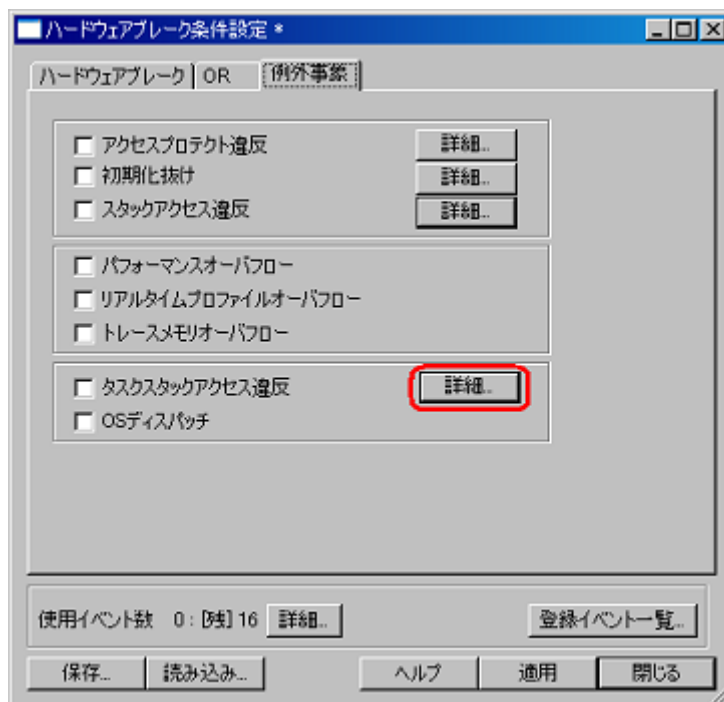 ハードウェアブレーク条件設定 *
ハードウェアブレーク OR 例外事象
アクセスプロテクト違反 詳細...
初期化抜け 詳細...
スタックアクセス違反 詳細...
パフォーマンスオーバフロー
リアルタイムプロファイルオーバフロー
トレースメモリオーバフロー
タスクスタックアクセス違反 詳細...
OSディスパッチ
使用イベント数 0 : [残] 16 詳細... 登録イベント一覧...
保存... 読み込み... ヘルプ 適用 閉じる